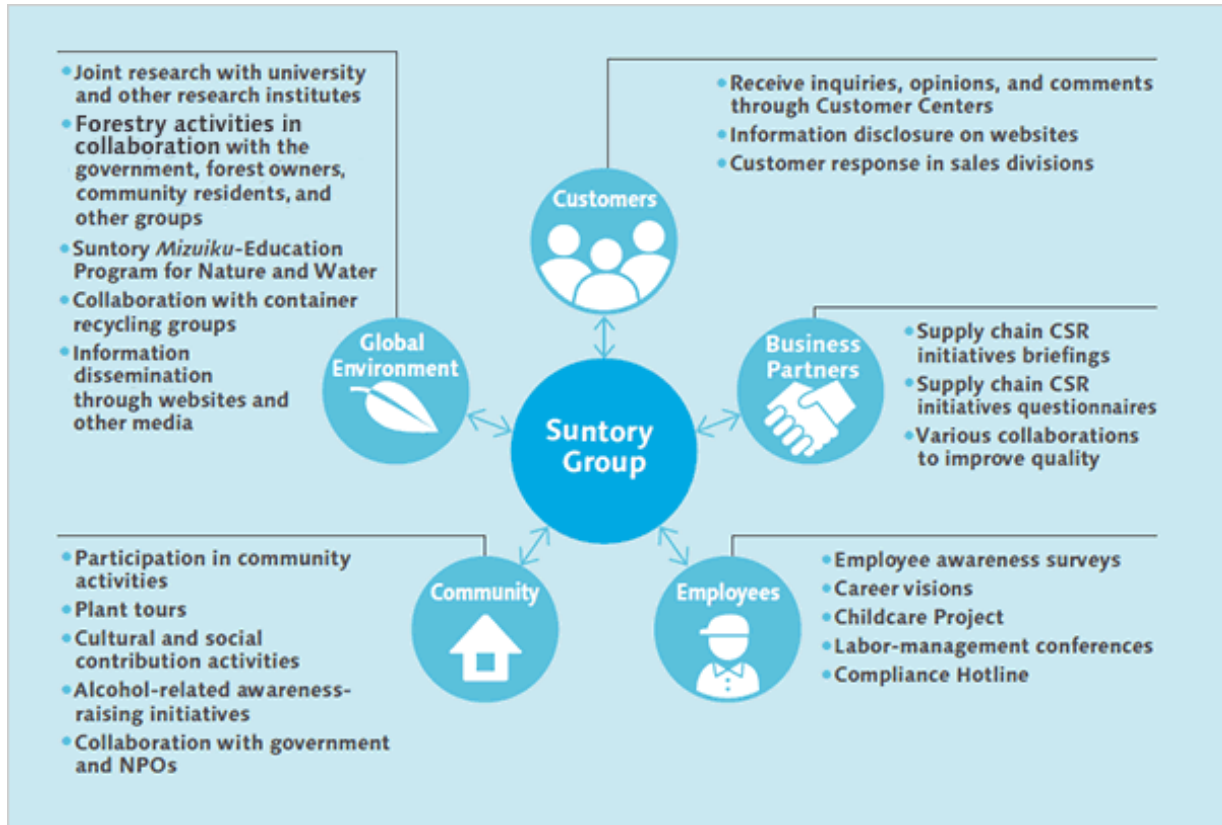 • Joint research with university
and other research institutes
• Forestry activities in
collaboration with the
government, forest owners,
community residents, and
other groups
• Suntory Mizuiku-Education
Program for Nature and Water
• Collaboration with container
recycling groups
• Information
dissemination
through websites and
other media
Global
Environment
• Receive inquiries, opinions, and comments
through Customer Centers
• Information disclosure on websites
• Customer response in sales divisions
Customers
Business
Partners
• Supply chain CSR
initiatives briefings
• Supply chain CSR
initiatives questionnaires
• Various collaborations
to improve quality
Suntory
Group
• Participation in community
activities
• Plant tours
• Cultural and social
contribution activities
• Alcohol-related awareness-
raising initiatives
• Collaboration with government
and NPOs
Community
Employees
• Employee awareness surveys
• Career visions
• Childcare Project
• Labor-management conferences
• Compliance Hotline